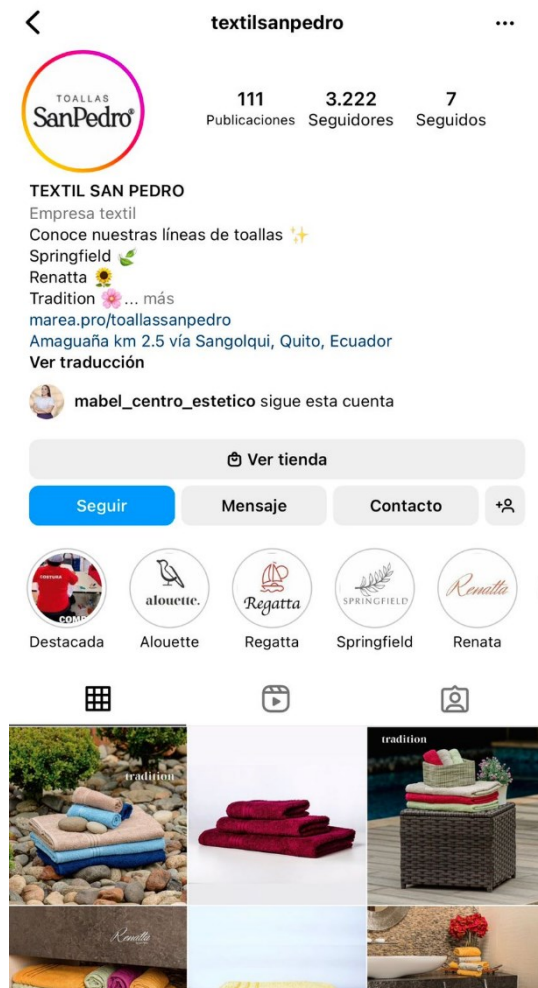 textilsanpedro
TOALLAS
SanPedro®
111 3.222 7
Publicaciones Seguidores Seguidos
TEXTIL SAN PEDRO
Empresa textil
Conoce nuestras líneas de toallas ✨
Springfield 🍃
Renatta 🌻
Tradition 🌸... más
marea.pro/toallassanpedro
Amaguaña km 2.5 vía Sangolqui, Quito, Ecuador
Ver traducción
mabel_centro_estetico sigue esta cuenta
Ver tienda
Seguir Mensaje Contacto
COSTURA
COMP
alouette.
Regatta
SPRINGFIELD
Renatta
Destacada Alouette Regatta Springfield Renata
tradition
tradition
Renatta